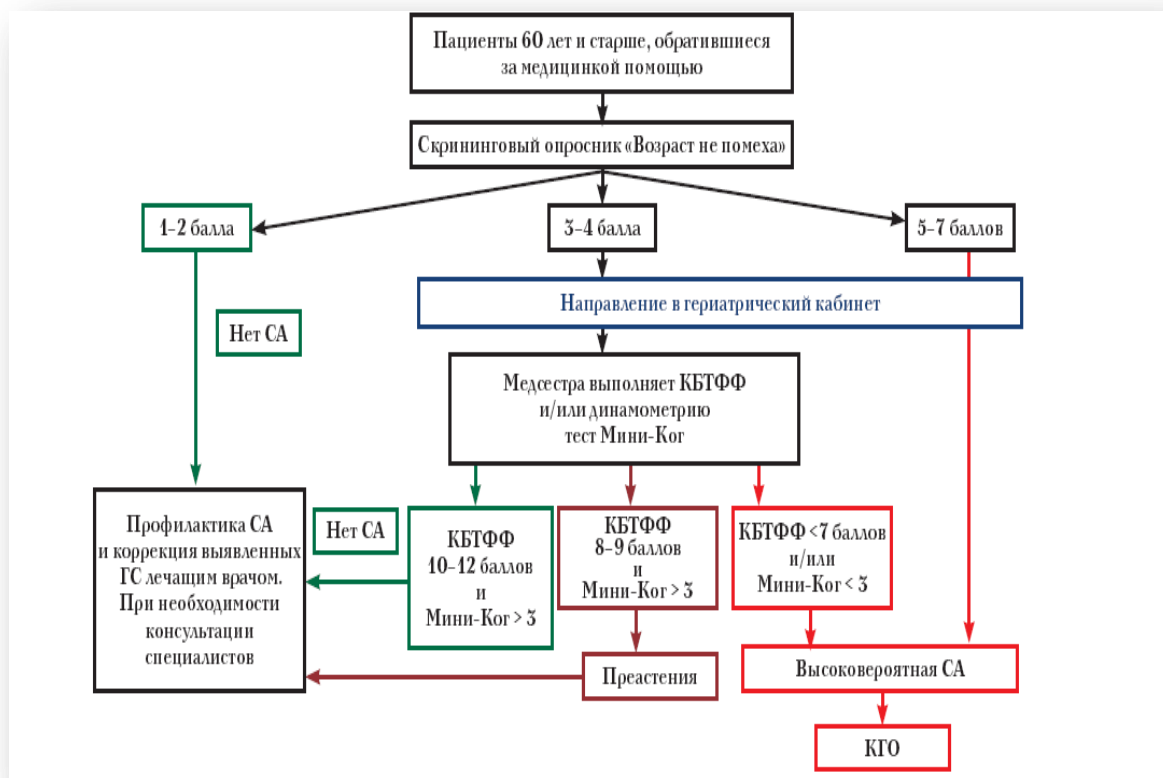 Пациенты 60 лет и старше, обратившиеся
за медицинкой помощью
Скрининговый опросник «Возраст не помеха»
1–2 балла
3–4 балла
5–7 баллов
Направление в гериатрический кабинет
Нет СА
Медсестра выполняет КБТФФ
и/или динамометрию
тест Мини-Ког
Профилактика СА
и коррекция выявленных
ГС лечащим врачом.
При необходимости
консультации
специалистов
Нет СА
КБТФФ
10–12 баллов
и
Мини-Ког > 3
КБТФФ
8–9 баллов
и
Мини-Ког > 3
КБТФФ <7 баллов
и/или
Мини-Ког < 3
Преастения
Высоковероятная СА
КГО